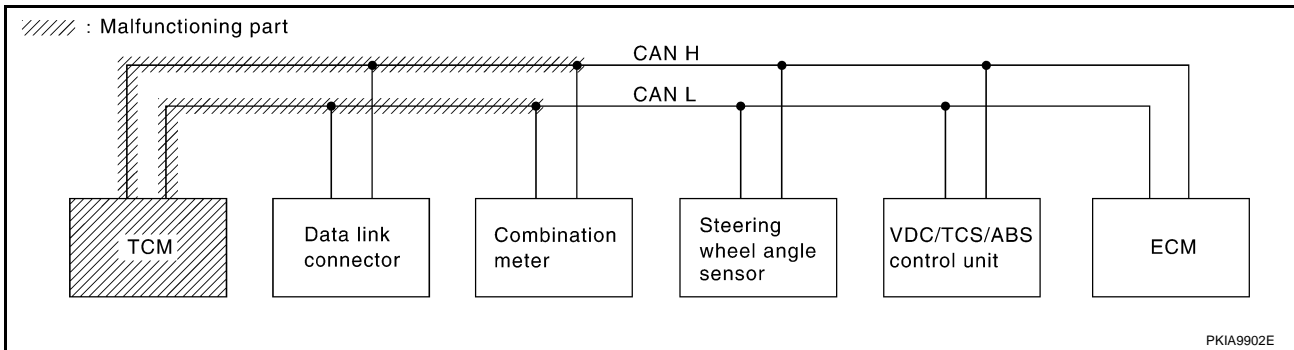 : Malfunctioning part
CAN H
CAN L
TCM
Data link
connector
Combination
meter
Steering
wheel angle
sensor
VDC/TCS/ABS
control unit
ECM
PKIA9902E